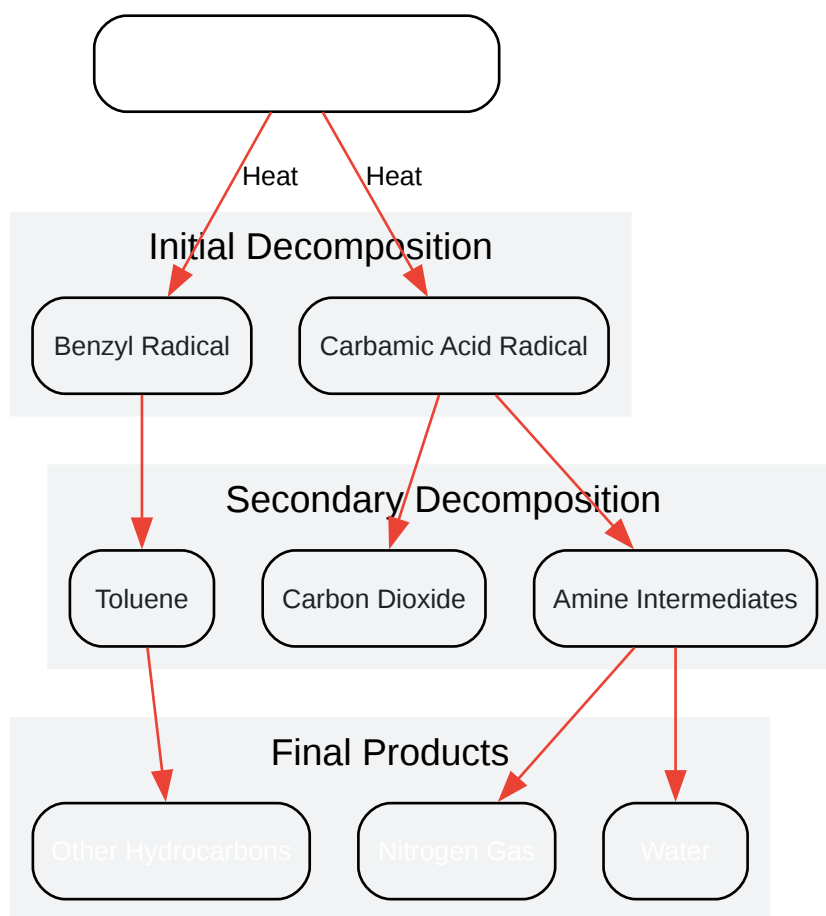 Heat
Heat
Initial Decomposition
Benzyl Radical
Carbamic Acid Radical
Secondary Decomposition
Toluene
Carbon Dioxide
Amine Intermediates
Final Products
Other Hydrocarbons
Nitrogen Gas
Water